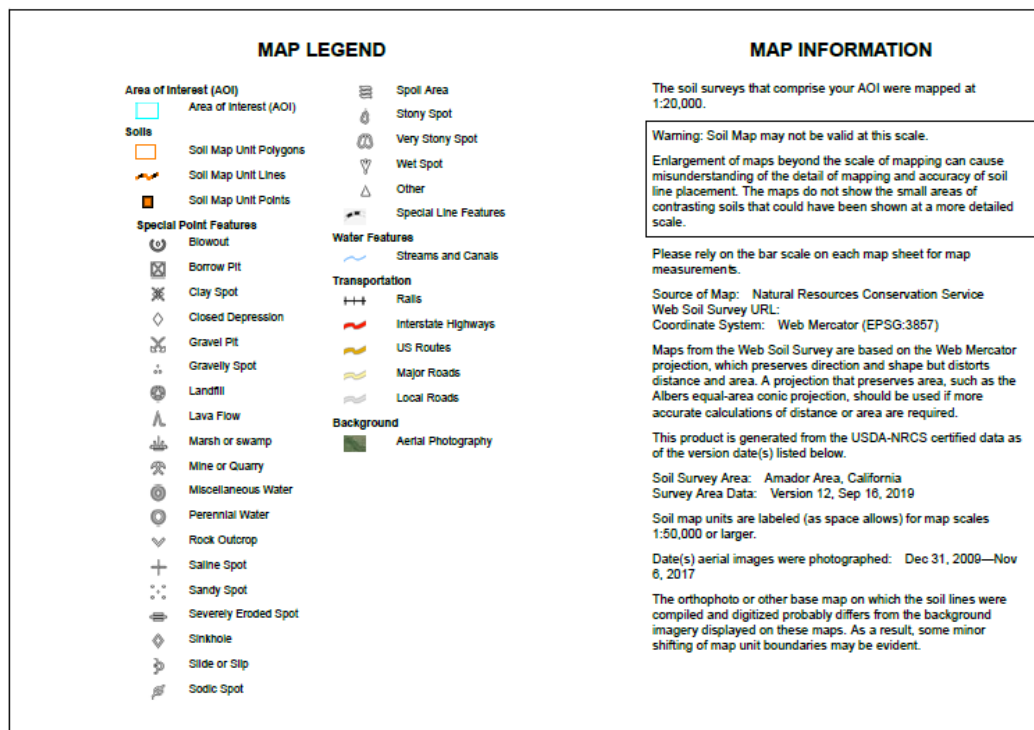 MAP LEGEND
Area of Interest (AOI)
Area of Interest (AOI)
Soils
Soil Map Unit Polygons
Soil Map Unit Lines
Soil Map Unit Points
Special Point Features
Blowout
Borrow Pit
Clay Spot
Closed Depression
Gravel Pit
Gravelly Spot
Landfill
Lava Flow
Marsh or swamp
Mine or Quarry
Miscellaneous Water
Perennial Water
Rock Outcrop
Saline Spot
Sandy Spot
Severely Eroded Spot
Sinkhole
Slide or Slip
Sodic Spot
Spoil Area
Stony Spot
Very Stony Spot
Wet Spot
Other
Special Line Features
Water Features
Streams and Canals
Transportation
Rails
Interstate Highways
US Routes
Major Roads
Local Roads
Background
Aerial Photography
MAP INFORMATION
The soil surveys that comprise your AOI were mapped at
1:20,000.
Warning: Soil Map may not be valid at this scale.
Enlargement of maps beyond the scale of mapping can cause
misunderstanding of the detail of mapping and accuracy of soil
line placement. The maps do not show the small areas of
contrasting soils that could have been shown at a more detailed
scale.
Please rely on the bar scale on each map sheet for map
measurements.
Source of Map: Natural Resources Conservation Service
Web Soil Survey URL:
Coordinate System: Web Mercator (EPSG:3857)
Maps from the Web Soil Survey are based on the Web Mercator
projection, which preserves direction and shape but distorts
distance and area. A projection that preserves area, such as the
Albers equal-area conic projection, should be used if more
accurate calculations of distance or area are required.
This product is generated from the USDA-NRCS certified data as
of the version date(s) listed below.
Soil Survey Area: Amador Area, California
Survey Area Data: Version 12, Sep 16, 2019
Soil map units are labeled (as space allows) for map scales
1:50,000 or larger.
Date(s) aerial images were photographed: Dec 31, 2009—Nov
6, 2017
The orthophoto or other base map on which the soil lines were
compiled and digitized probably differs from the background
imagery displayed on these maps. As a result, some minor
shifting of map unit boundaries may be evident.